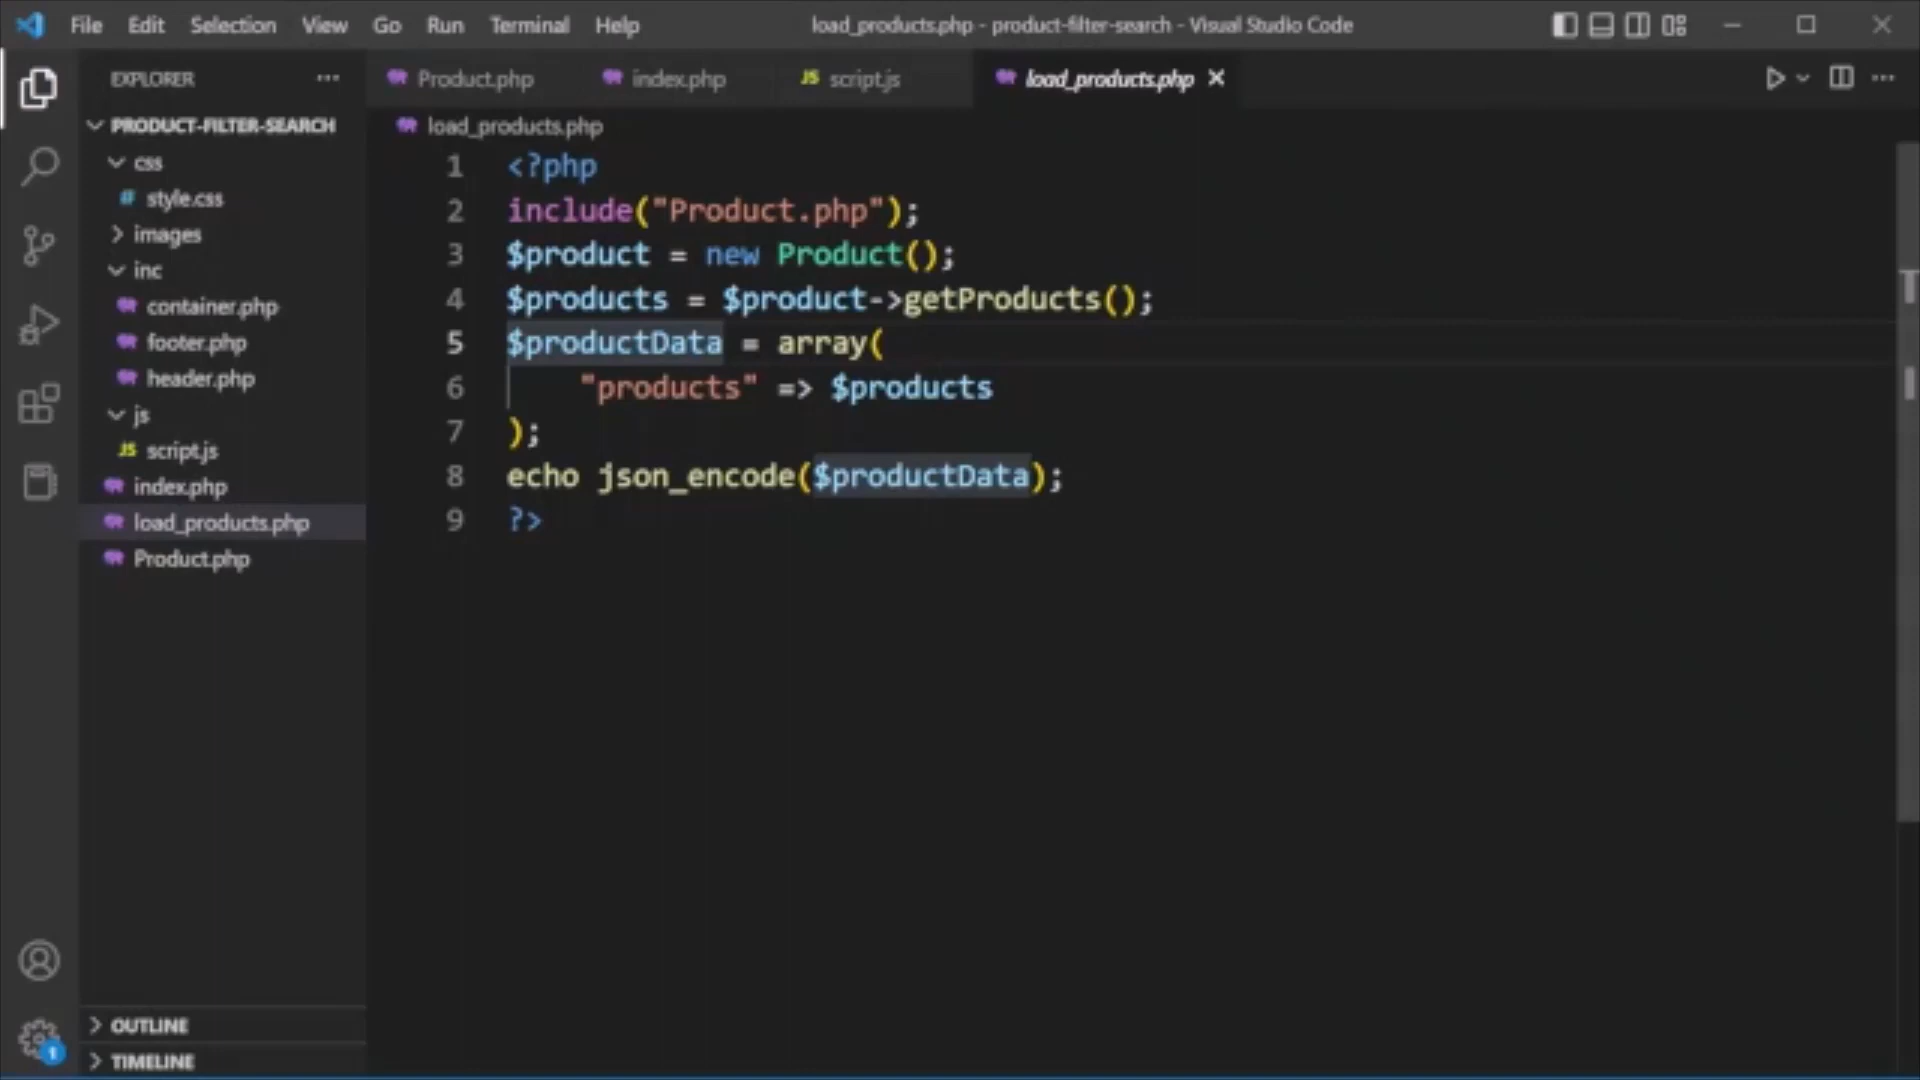 File Edit Selection View Go Run Terminal Help load_products.php - product-filter-search - Visual Studio Code
EXPLORER
Product.php index.php JS script.js load_products.php
PRODUCT-FILTER-SEARCH
load_products.php
css
# style.css
images
inc
container.php
footer.php
header.php
js
JS script.js
index.php
load_products.php
Product.php
OUTLINE
TIMELINE
1
1 <?php
2 include("Product.php");
3 $product = new Product();
4 $products = $product->getProducts();
5 $productData = array(
6 "products" => $products
7 );
8 echo json_encode($productData);
9 ?>